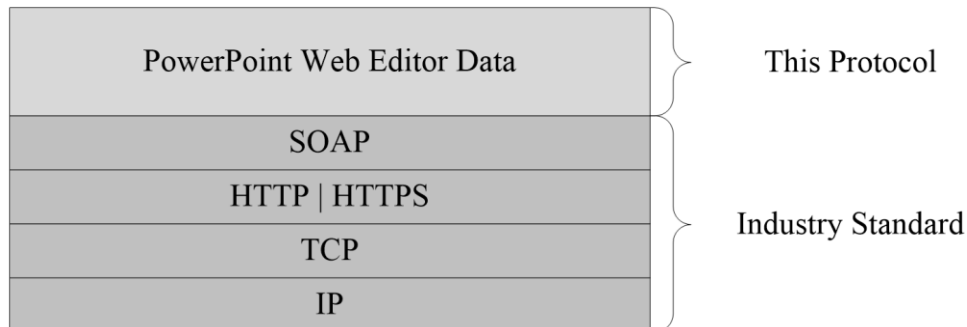 PowerPoint Web Editor Data
This Protocol
SOAP
HTTP | HTTPS
TCP
IP
Industry Standard